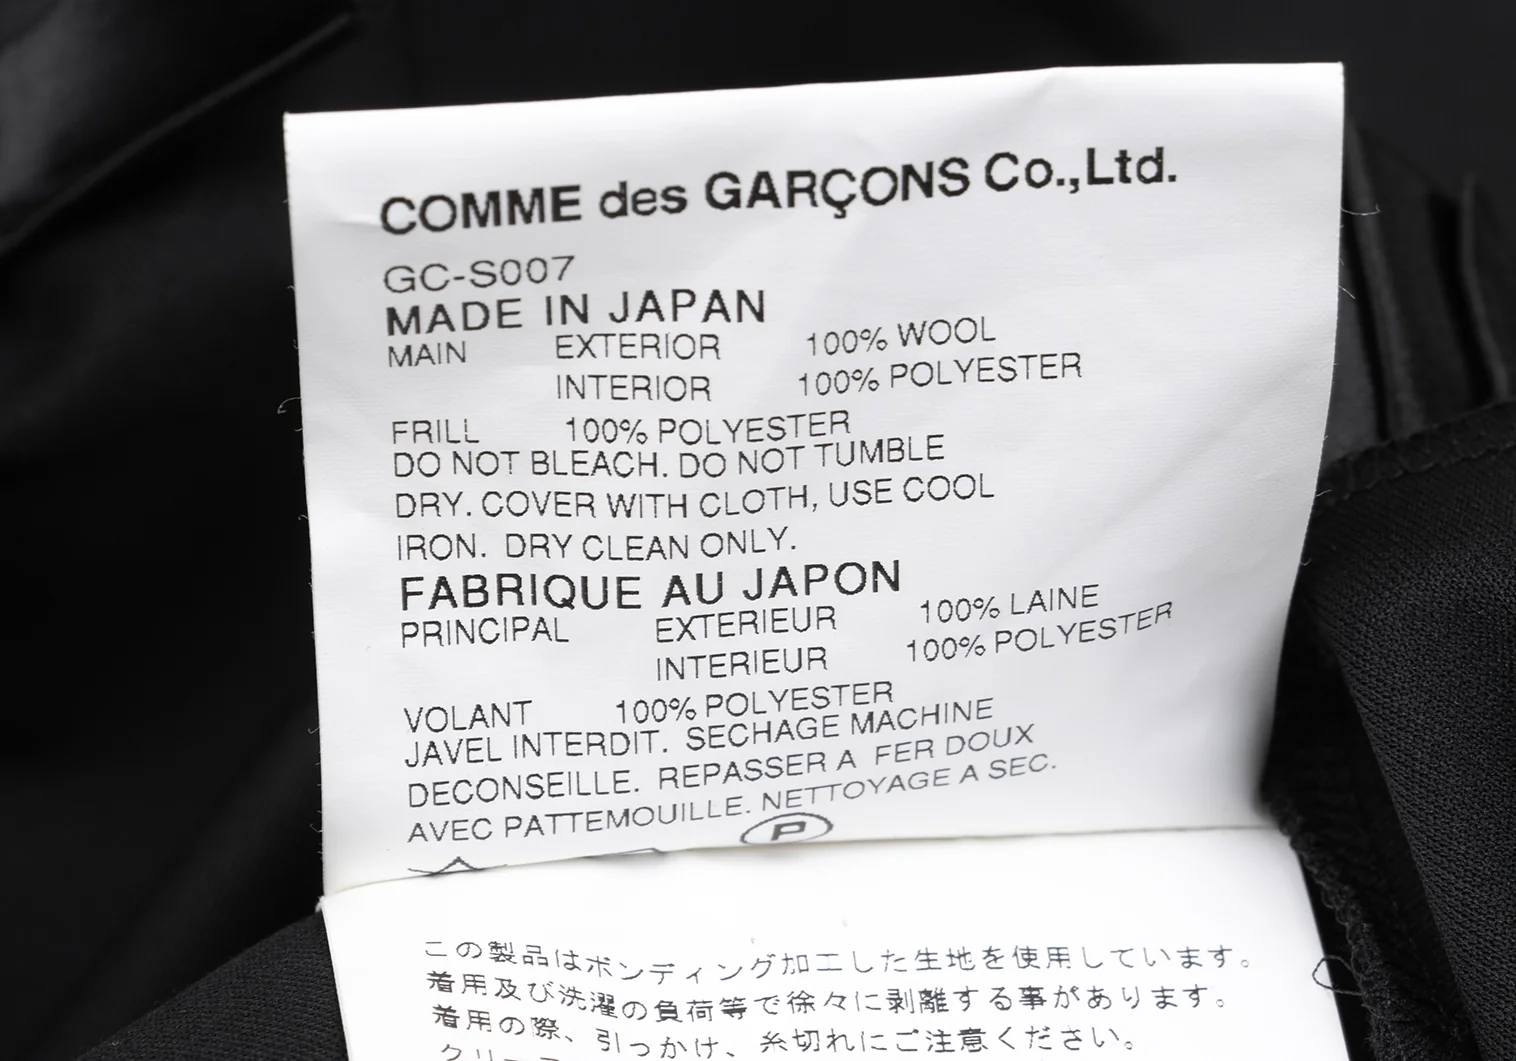 COMME des GARÇONS Co.,Ltd.
GC-S007
MADE IN JAPAN
MAIN EXTERIOR 100% WOOL
INTERIOR 100% POLYESTER
FRILL 100% POLYESTER
DO NOT BLEACH. DO NOT TUMBLE
DRY. COVER WITH CLOTH, USE COOL
IRON. DRY CLEAN ONLY.
FABRIQUE AU JAPON
PRINCIPAL EXTERIEUR 100% LAINE
INTERIEUR 100% POLYESTER
VOLANT 100% POLYESTER
JAVEL INTERDIT. SECHAGE MACHINE
DECONSEILLE. REPASSER A FER DOUX
AVEC PATTEMOUILLE. NETTOYAGE A SEC.
P
この製品はボンディング加工した生地を使用しています。
着用及び洗濯の負荷等で徐々に剥離する事があります。
着用の際、引っかけ、糸切れにご注意ください。